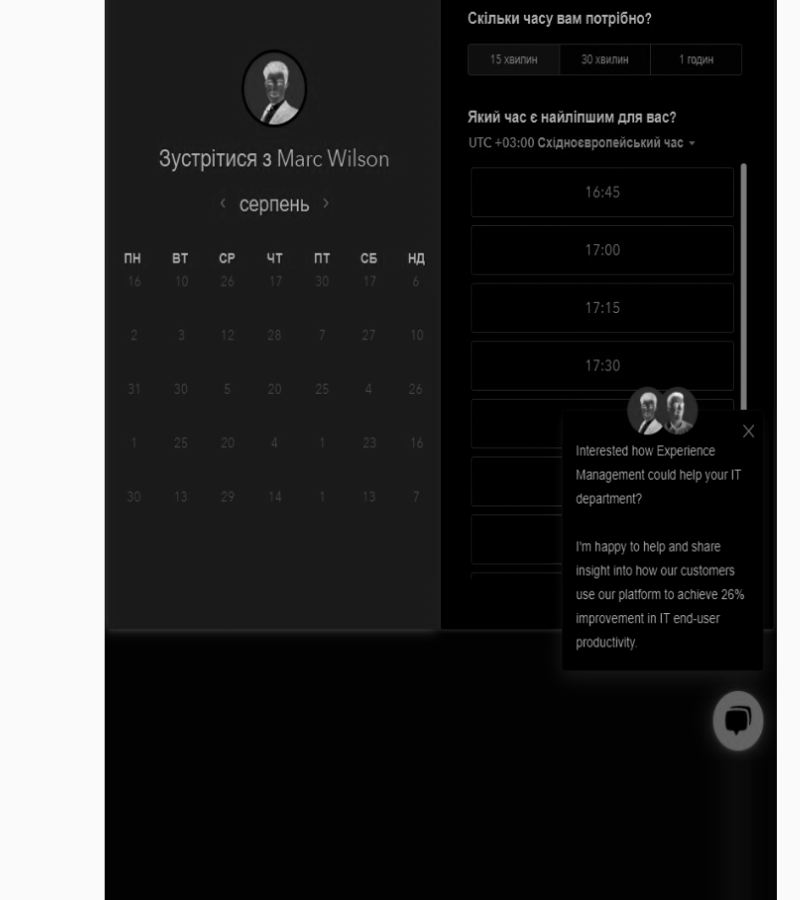 Зустрітися з Marc Wilson
серпень
ПН ВТ СР ЧТ ПТ СБ НД
16 10 26 17 30 17 6
2 3 12 28 7 27 10
31 30 5 20 25 4 26
1 25 20 4 1 23 16
30 13 29 14 1 13 7
Скільки часу вам потрібно?
15 хвилин 30 хвилин 1 годин
Який час є найліпшим для вас?
UTC +03:00 Східноєвропейський час
16:45
17:00
17:15
17:30
Interested how Experience
Management could help your IT
department?
I'm happy to help and share
insight into how our customers
use our platform to achieve 26%
improvement in IT end-user
productivity.